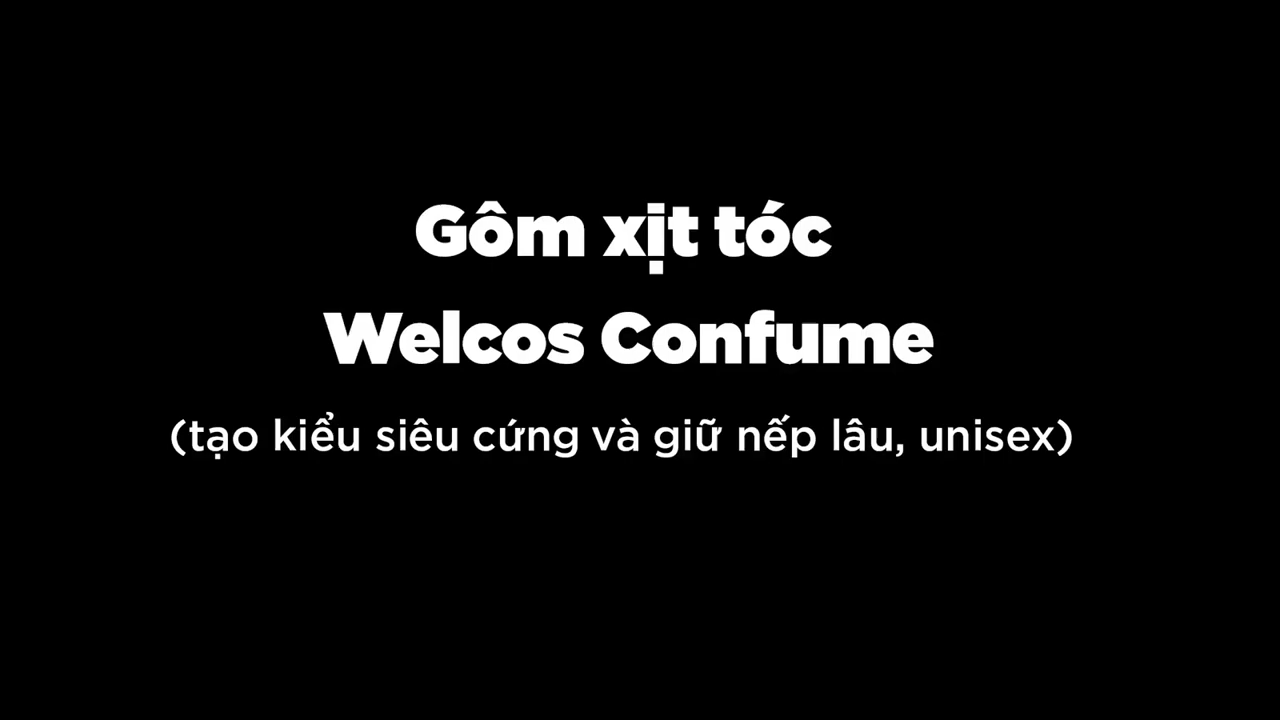 Gôm xịt tóc
Welcos Confume
(tạo kiểu siêu cứng và giữ nếp lâu, unisex)